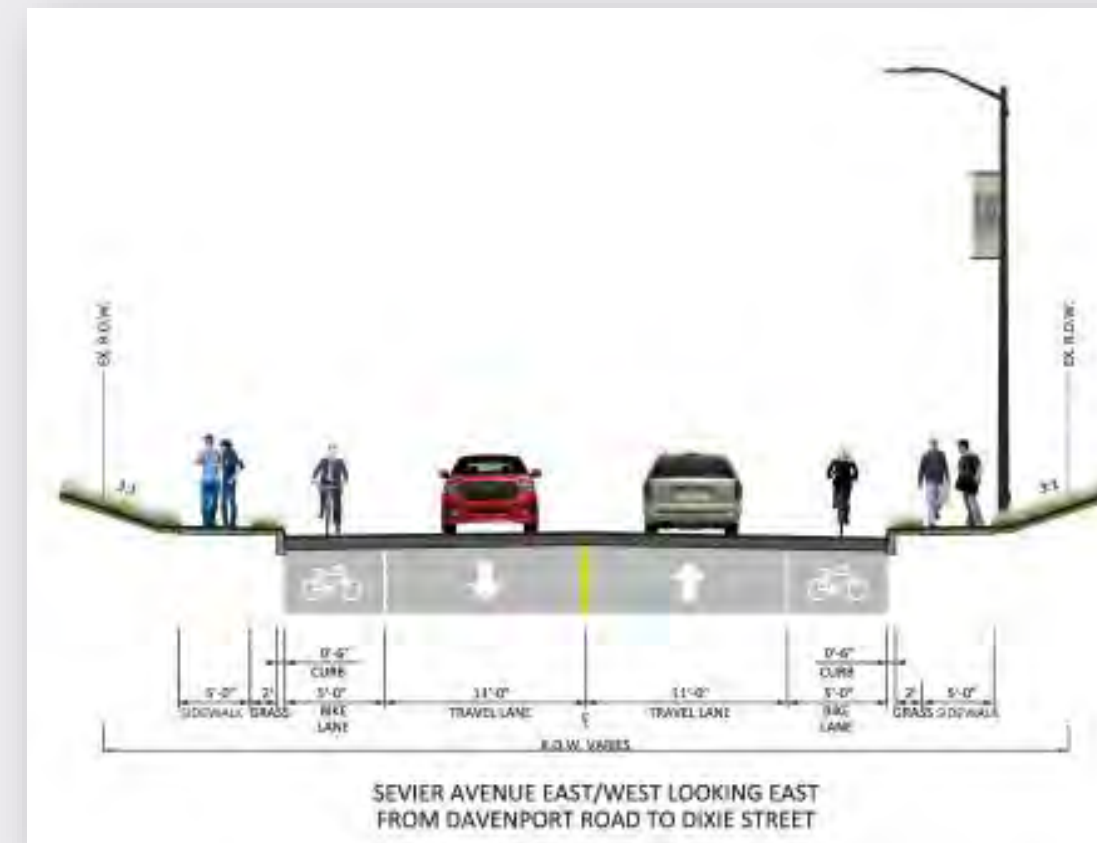 EX. R.O.W.
EX. R.O.W.
3:1
3:1
0'-6"
CURB
0'-6"
CURB
5'-0" 2' 5'-0" 11'-0" 11'-0" 5'-0" 2' 5'-0"
SIDEWALK GRASS BIKE LANE TRAVEL LANE TRAVEL LANE BIKE LANE GRASS SIDEWALK
R.O.W. VARIES
SEVIER AVENUE EAST/WEST LOOKING EAST
FROM DAVENPORT ROAD TO DIXIE STREET